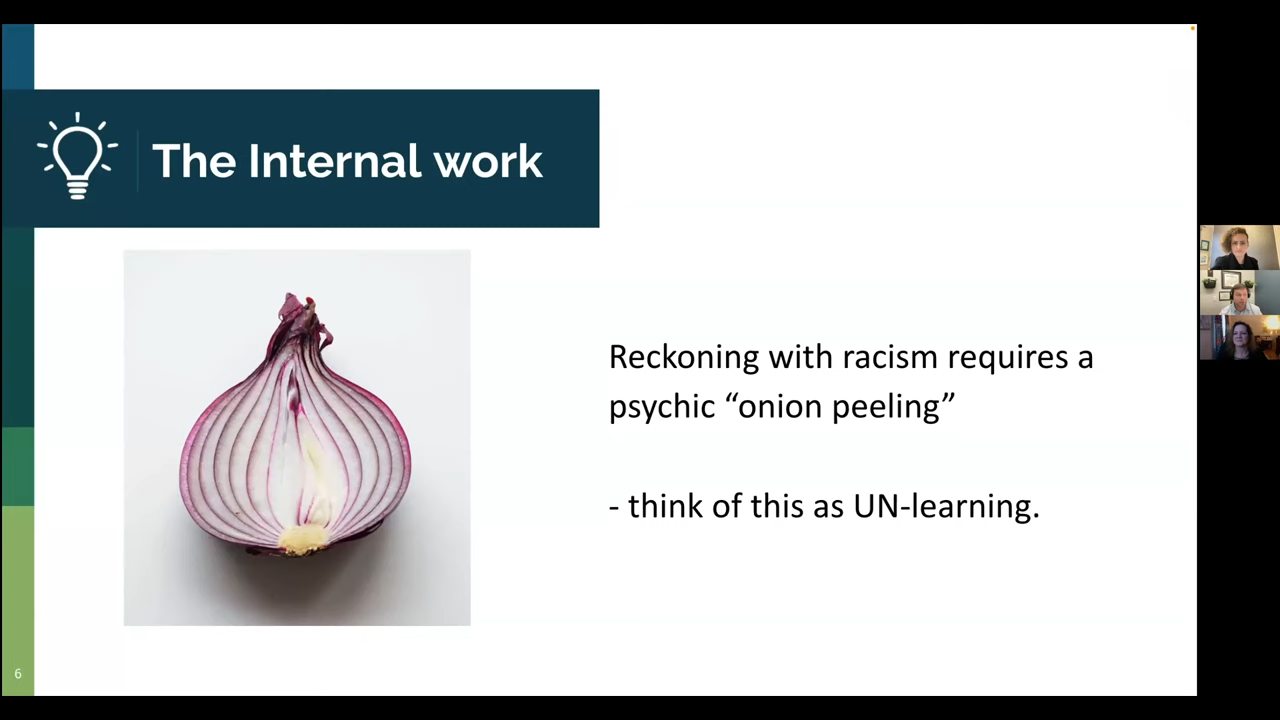 The Internal work
Reckoning with racism requires a
psychic “onion peeling”
- think of this as UN-learning.
6